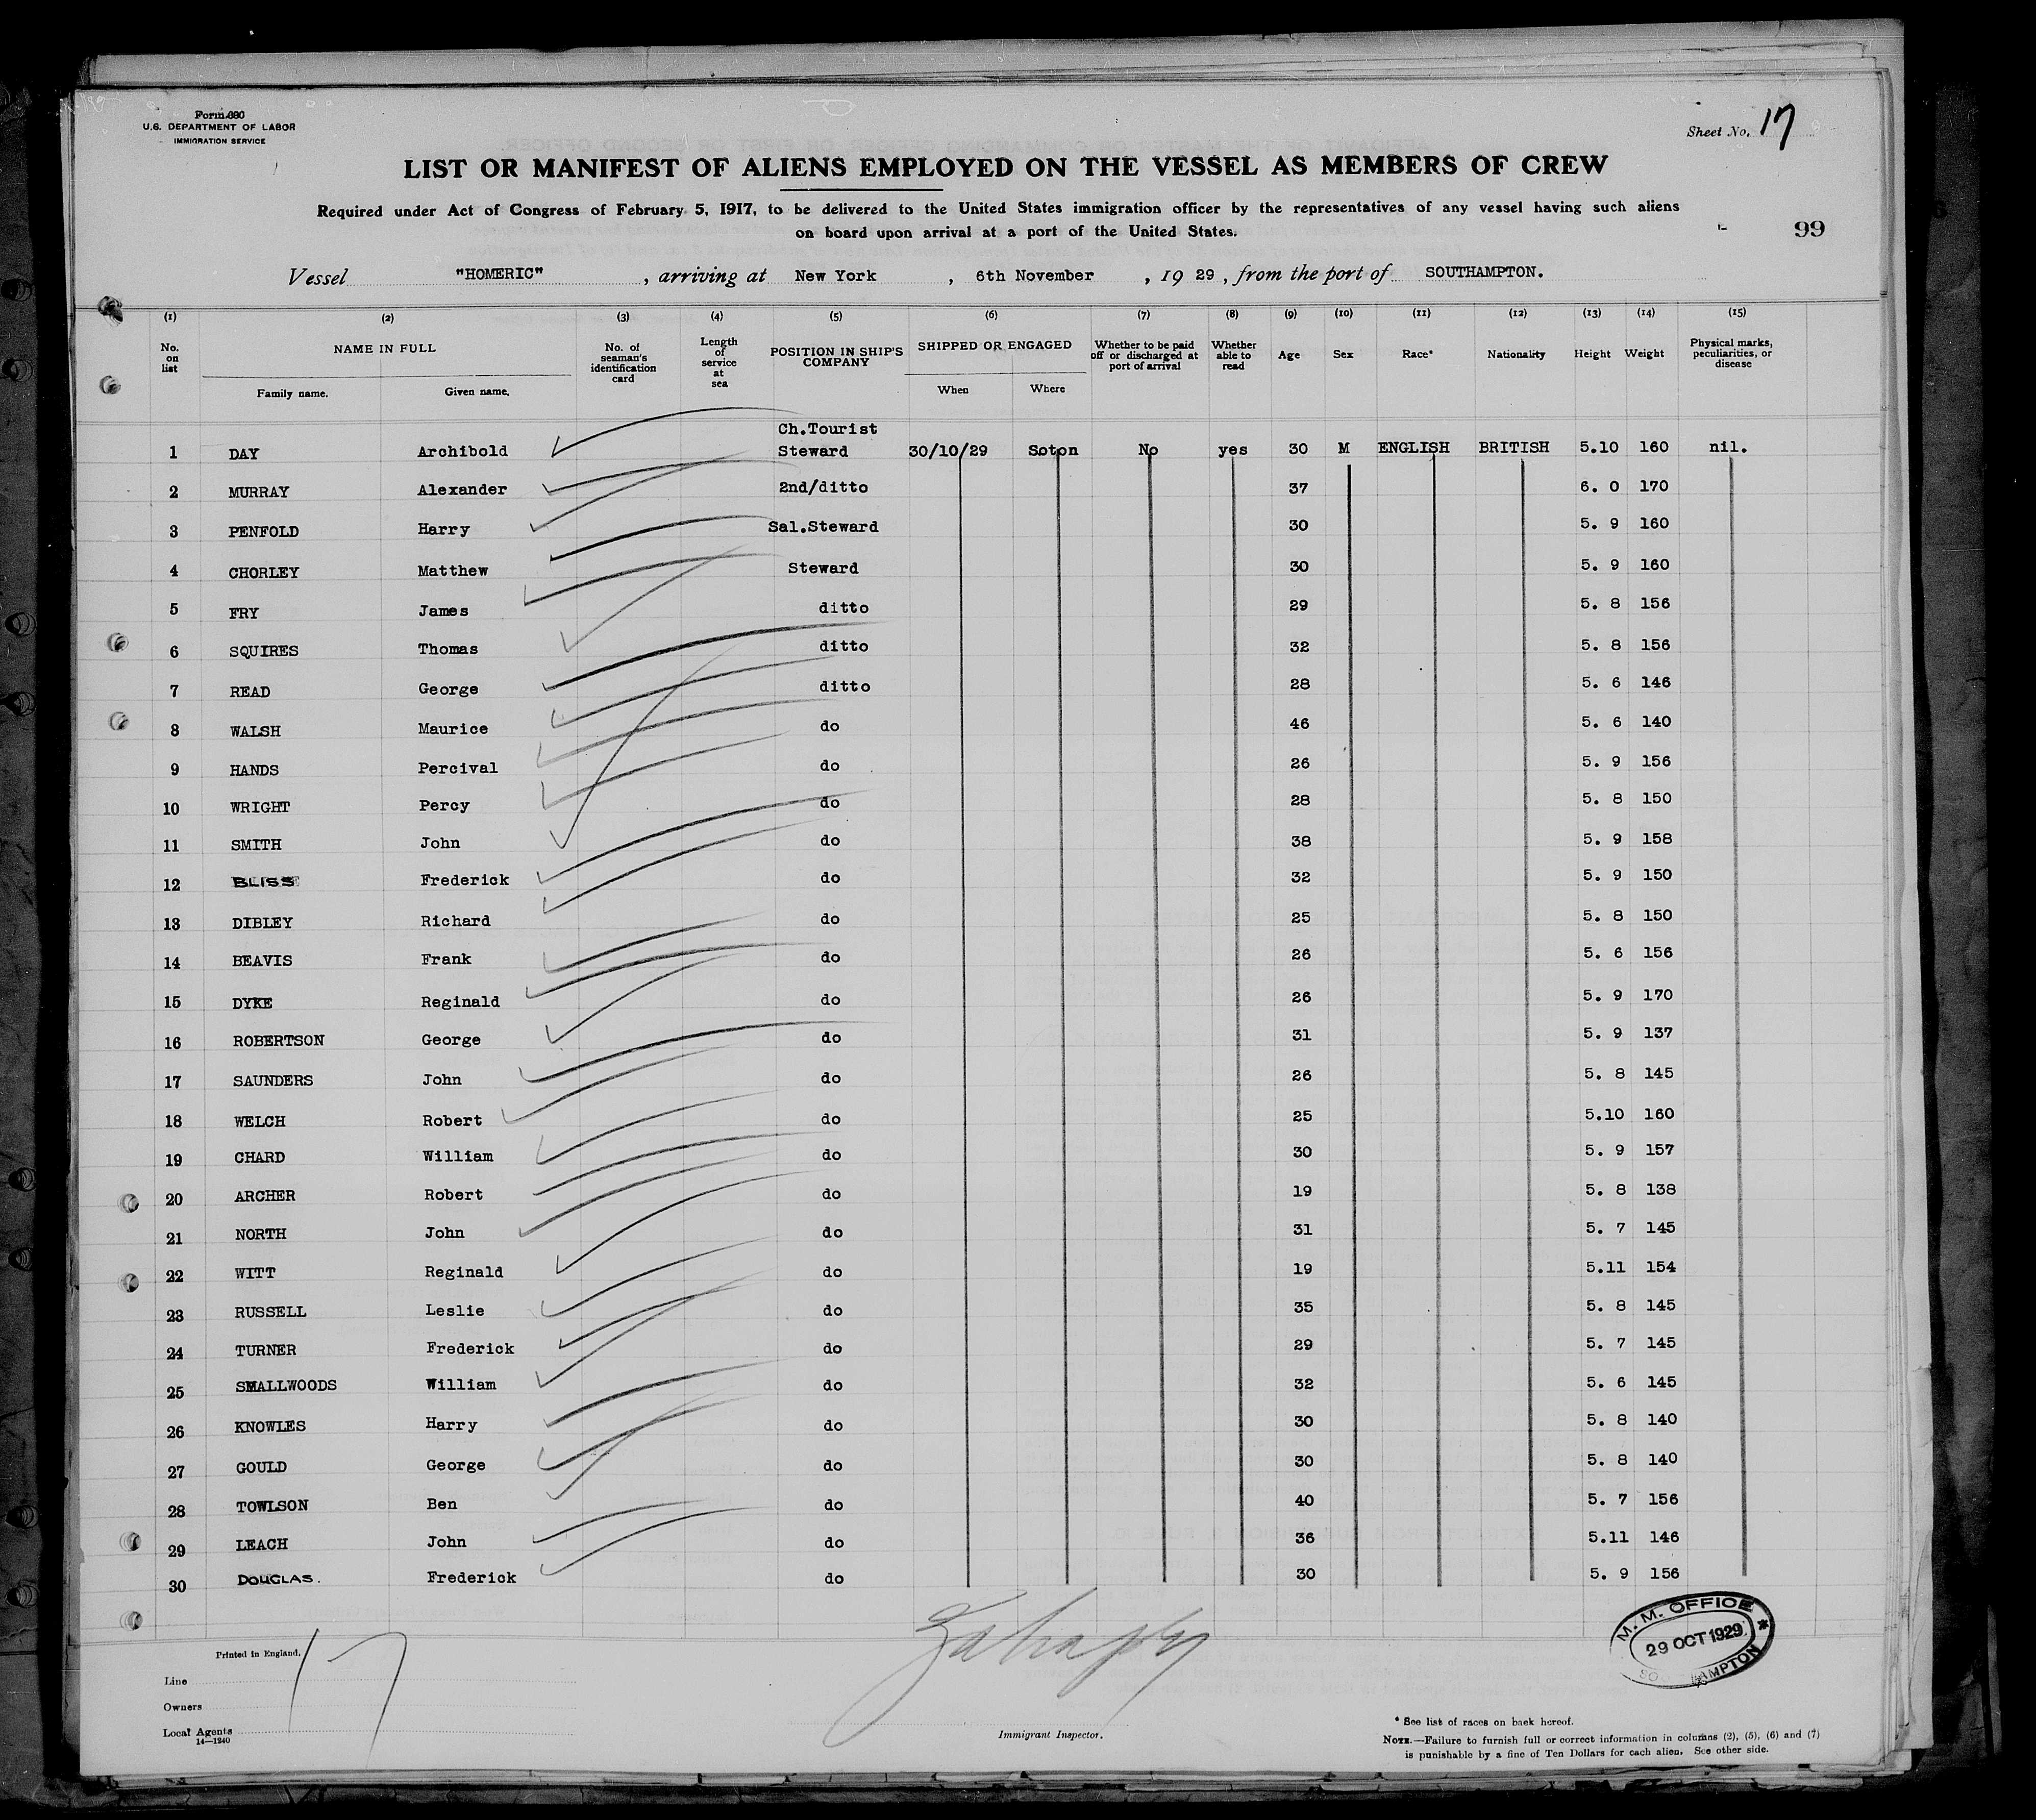 Form 680
U.S. DEPARTMENT OF LABOR
IMMIGRATION SERVICE
Sheet No. 17
LIST OR MANIFEST OF ALIENS EMPLOYED ON THE VESSEL AS MEMBERS OF CREW
Required under Act of Congress of February 5, 1917, to be delivered to the United States immigration officer by the representatives of any vessel having such aliens
on board upon arrival at a port of the United States.
99
Vessel "HOMERIC", arriving at New York, 6th November, 19 29, from the port of SOUTHAMPTON.
(1) (2) (3) (4) (5) (6) (7) (8) (9) (10) (11) (12) (13) (14) (15)
No. on list NAME IN FULL No. of seaman's identification card Length of service at sea POSITION IN SHIP'S COMPANY SHIPPED OR ENGAGED Whether to be paid off or discharged at port of arrival Whether able to read Age Sex Race* Nationality Height Weight Physical marks, peculiarities, or disease
Family name. Given name. When Where
Ch.Tourist
1 DAY Archibold Steward 30/10/29 Soton No yes 30 M ENGLISH BRITISH 5.10 160 nil.
2 MURRAY Alexander 2nd/ditto 37 6. 0 170
3 PENFOLD Harry Sal.Steward 30 5. 9 160
4 CHORLEY Matthew Steward 30 5. 9 160
5 FRY James ditto 29 5. 8 156
6 SQUIRES Thomas ditto 32 5. 8 156
7 READ George ditto 28 5. 6 146
8 WALSH Maurice do 46 5. 6 140
9 HANDS Percival do 26 5. 9 156
10 WRIGHT Percy do 28 5. 8 150
11 SMITH John do 38 5. 9 158
12 BLISS Frederick do 32 5. 9 150
13 DIBLEY Richard do 25 5. 8 150
14 BEAVIS Frank do 26 5. 6 156
15 DYKE Reginald do 26 5. 9 170
16 ROBERTSON George do 31 5. 9 137
17 SAUNDERS John do 26 5. 8 145
18 WELCH Robert do 25 5.10 160
19 CHARD William do 30 5. 9 157
20 ARCHER Robert do 19 5. 8 138
21 NORTH John do 31 5. 7 145
22 WITT Reginald do 19 5.11 154
23 RUSSELL Leslie do 35 5. 8 145
24 TURNER Frederick do 29 5. 7 145
25 SMALLWOODS William do 32 5. 6 145
26 KNOWLES Harry do 30 5. 8 140
27 GOULD George do 30 5. 8 140
28 TOWLSON Ben do 40 5. 7 156
29 LEACH John do 36 5.11 146
30 DOUGLAS. Frederick do 30 5. 9 156
M. M. OFFICE *
29 OCT 1929
Printed in England.
17
Line
Owners
Local Agents
14—1240
Immigrant Inspector.
* See list of races on back hereof.
NOTE.—Failure to furnish full or correct information in columns (2), (5), (6) and (7)
is punishable by a fine of Ten Dollars for each alien. See other side.